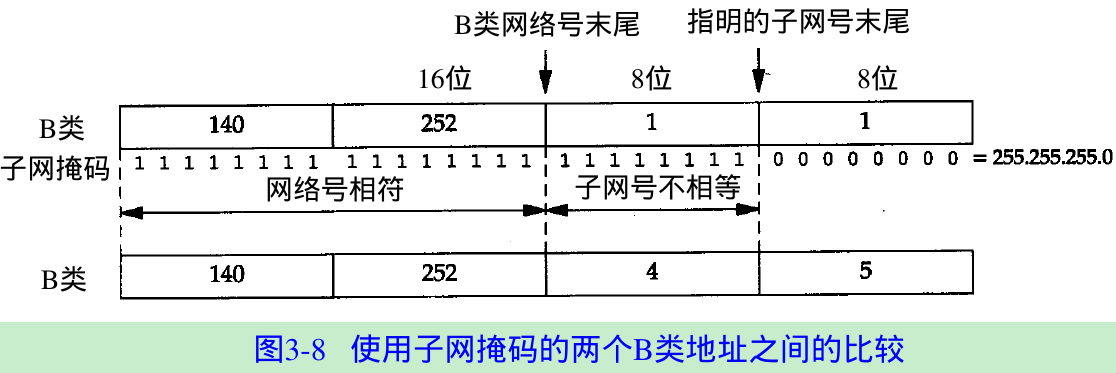 B类网络号末尾 指明的子网号末尾
16位 8位 8位
B类 140 252 1 1
子网掩码 1 1 1 1 1 1 1 1 1 1 1 1 1 1 1 1 1 1 1 1 1 1 1 1 0 0 0 0 0 0 0 0 = 255.255.255.0
网络号相符 子网号不相等
B类 140 252 4 5
图3-8 使用子网掩码的两个B类地址之间的比较